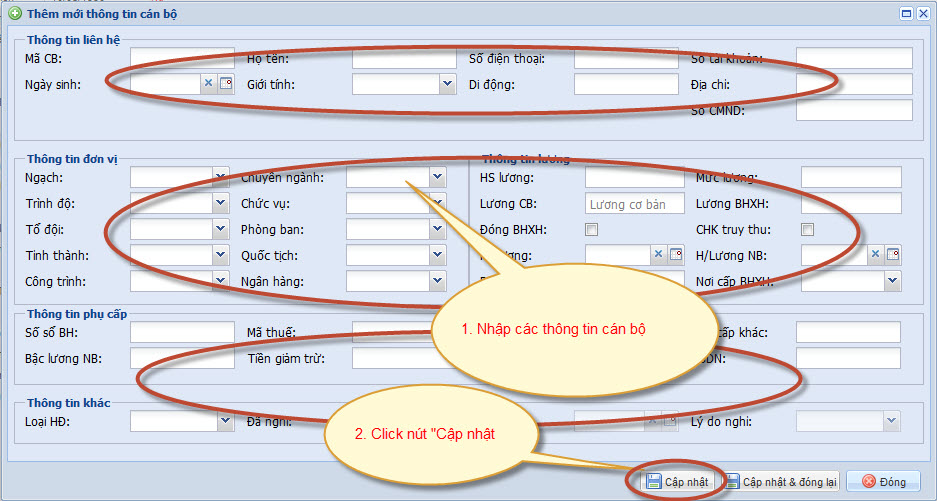 Thêm mới thông tin cán bộ
Thông tin liên hệ
Mã CB: Họ tên: Số điện thoại: Số tài khoản:
Ngày sinh: Giới tính: Di động: Địa chỉ:
Số CMND:
Thông tin đơn vị Thông tin lương
Ngạch: Chuyên ngành: HS lương: Mức lương:
Trình độ: Chức vụ: Lương CB: Lương cơ bản Lương BHXH:
Tổ đội: Phòng ban: Đóng BHXH: CHK truy thu:
Tỉnh thành: Quốc tịch: H/Lương NB:
Công trình: Ngân hàng: Nơi cấp BHXH:
1. Nhập các thông tin cán bộ
Thông tin phụ cấp
Số sổ BH: Mã thuế: cấp khác:
Bậc lương NB: Tiền giảm trừ:
Thông tin khác
Loại HĐ: Đã nghỉ: Lý do nghỉ:
2. Click nút "Cập nhật
Cập nhật Cập nhật & đóng lại Đóng